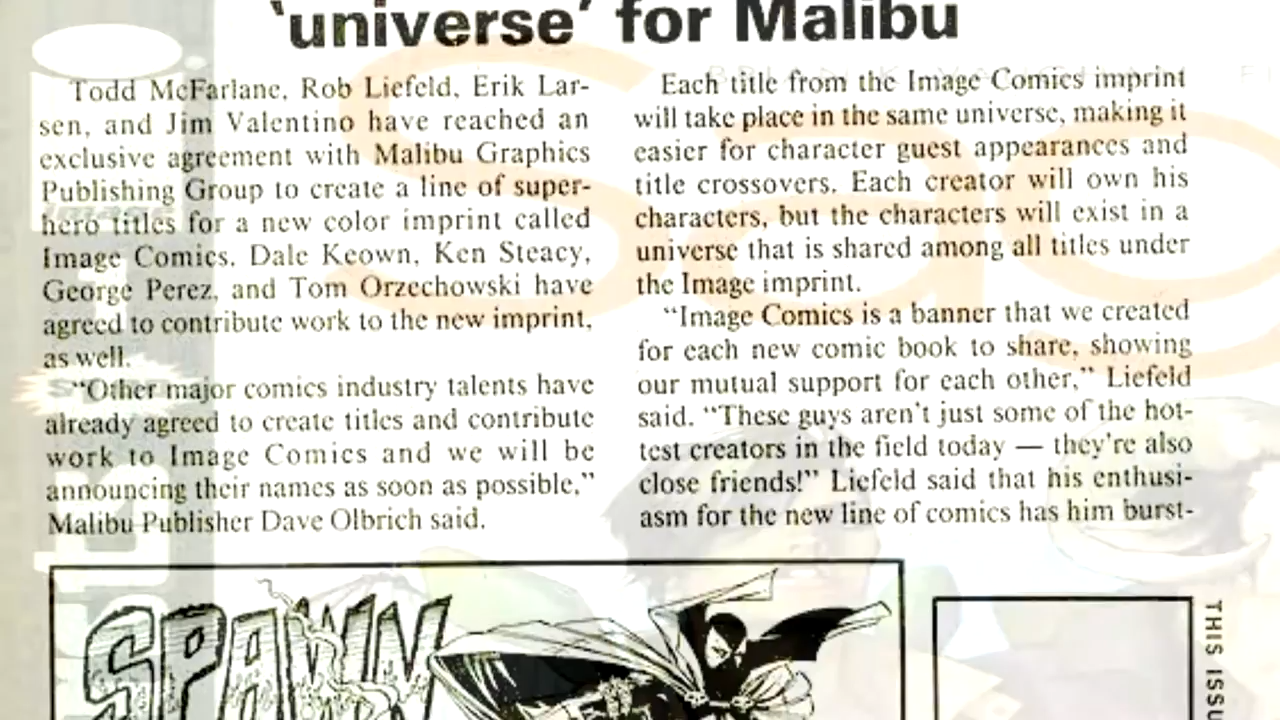 'universe' for Malibu
Todd McFarlane, Rob Liefeld, Erik Lar-
sen, and Jim Valentino have reached an
exclusive agreement with Malibu Graphics
Publishing Group to create a line of super-
hero titles for a new color imprint called
Image Comics. Dale Keown, Ken Steacy,
George Perez, and Tom Orzechowski have
agreed to contribute work to the new imprint,
as well.
"Other major comics industry talents have
already agreed to create titles and contribute
work to Image Comics and we will be
announcing their names as soon as possible,"
Malibu Publisher Dave Olbrich said.
Each title from the Image Comics imprint
will take place in the same universe, making it
easier for character guest appearances and
title crossovers. Each creator will own his
characters, but the characters will exist in a
universe that is shared among all titles under
the Image imprint.
"Image Comics is a banner that we created
for each new comic book to share, showing
our mutual support for each other," Liefeld
said. "These guys aren't just some of the hot-
test creators in the field today — they're also
close friends!" Liefeld said that his enthusi-
asm for the new line of comics has him burst-
SPAWN
THIS ISSU
Saga